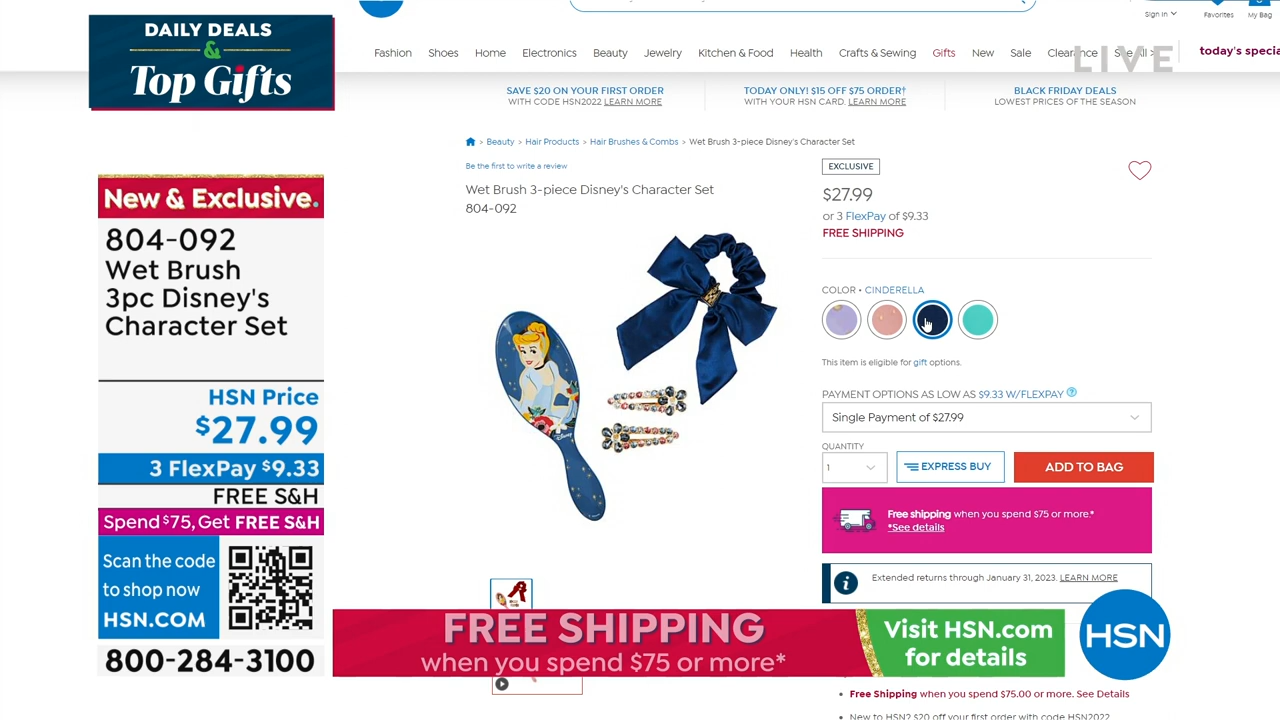 DAILY DEALS
&
Top Gifts
Sign In
Favorites
My Bag
Fashion
Shoes
Home
Electronics
Beauty
Jewelry
Kitchen & Food
Health
Crafts & Sewing
Gifts
New
Sale
Clearance
See All >
today's specia
LIVE
SAVE $20 ON YOUR FIRST ORDER
WITH CODE HSN2022 LEARN MORE
TODAY ONLY! $15 OFF $75 ORDER†
WITH YOUR HSN CARD. LEARN MORE
BLACK FRIDAY DEALS
LOWEST PRICES OF THE SEASON
> Beauty > Hair Products > Hair Brushes & Combs > Wet Brush 3-piece Disney's Character Set
Be the first to write a review
Wet Brush 3-piece Disney's Character Set
804-092
EXCLUSIVE
$27.99
or 3 FlexPay of $9.33
FREE SHIPPING
COLOR • CINDERELLA
This item is eligible for gift options.
PAYMENT OPTIONS AS LOW AS $9.33 W/FLEXPAY ?
Single Payment of $27.99
QUANTITY
1
EXPRESS BUY
ADD TO BAG
Free shipping when you spend $75 or more.*
*See details
i
Extended returns through January 31, 2023. LEARN MORE
Disney
New & Exclusive.
804-092
Wet Brush
3pc Disney's
Character Set
HSN Price
$27.99
3 FlexPay $9.33
FREE S&H
Spend $75, Get FREE S&H
Scan the code
to shop now
HSN.COM
800-284-3100
FREE SHIPPING
when you spend $75 or more*
Visit HSN.com
for details
HSN
• Free Shipping when you spend $75.00 or more. See Details
• New to HSN? $20 off your first order with code HSN2022